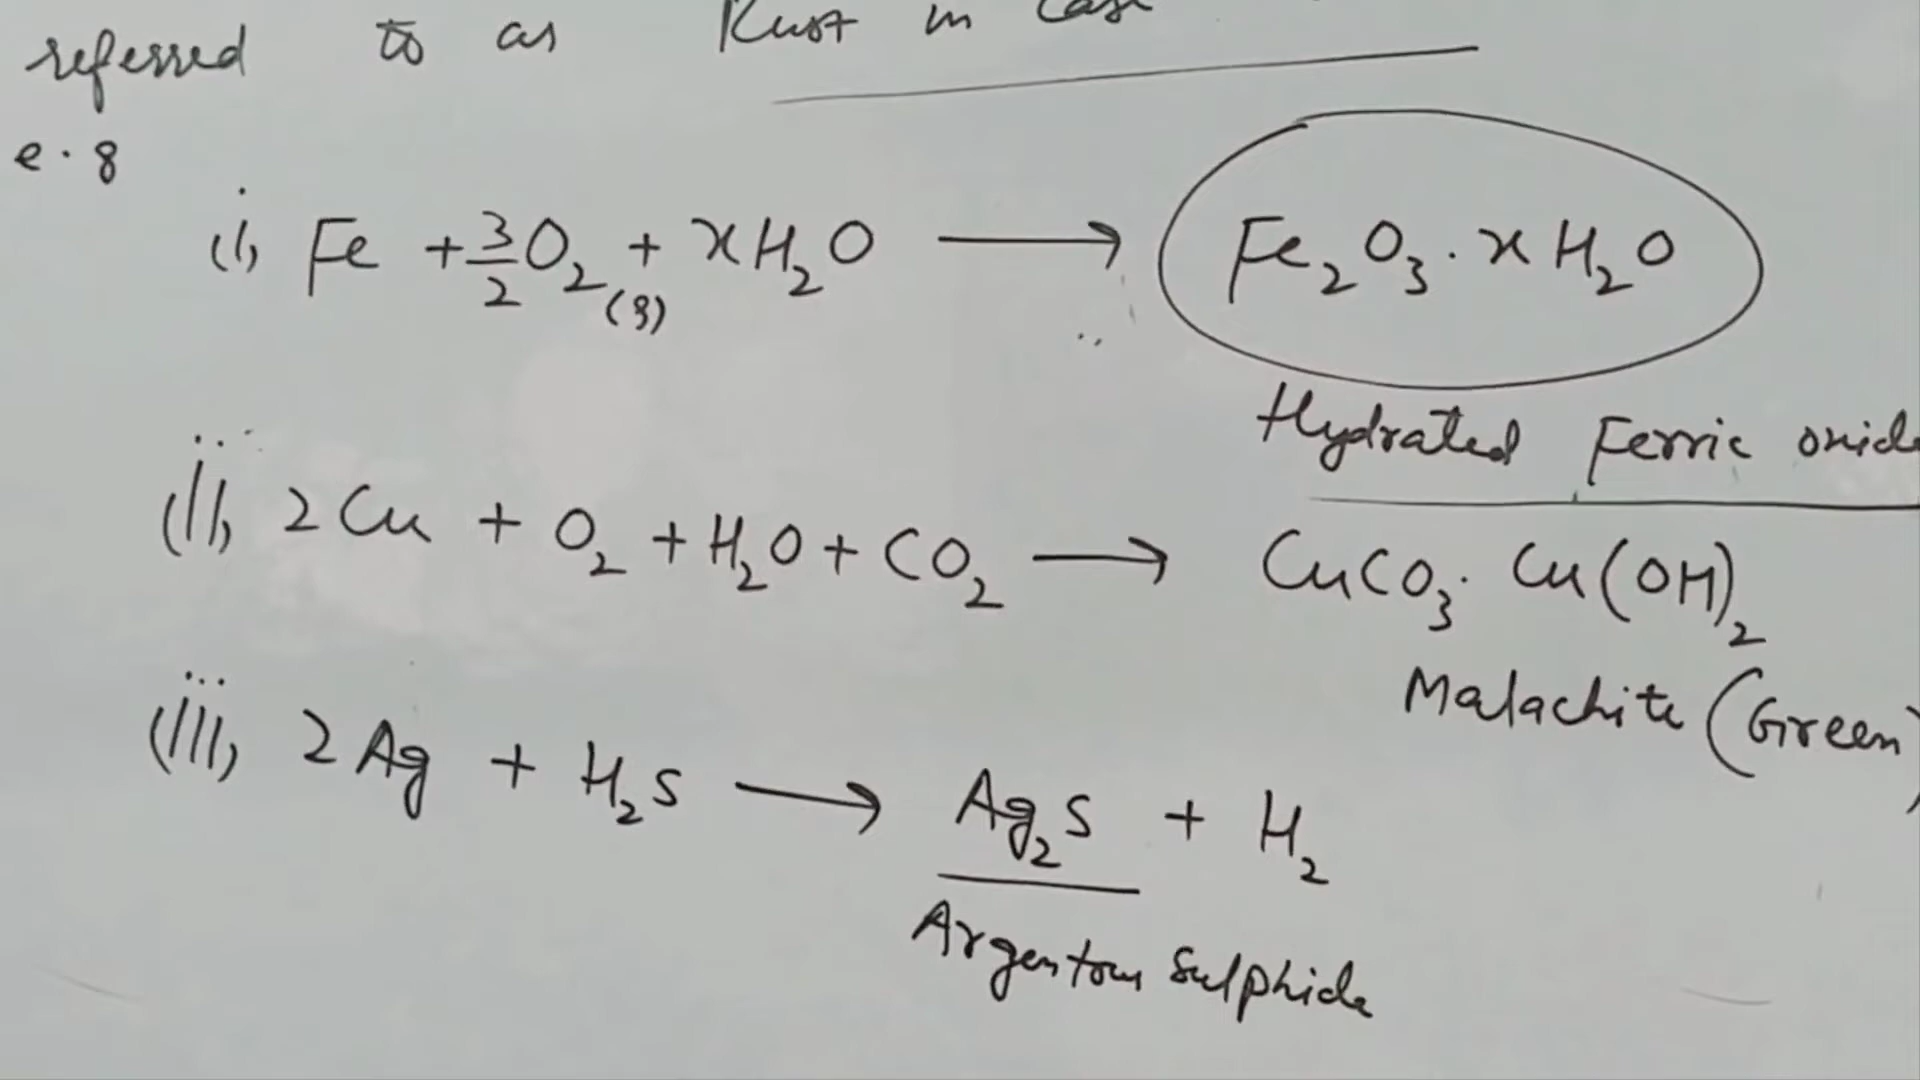 referred to as Rust in case
e.g
(i) Fe + 3/2 O₂(g) + xH₂O ⟶ Fe₂O₃ · xH₂O
Hydrated Ferric oxide
(ii) 2Cu + O₂ + H₂O + CO₂ ⟶ CuCO₃ · Cu(OH)₂
Malachite (Green)
(iii) 2Ag + H₂S ⟶ Ag₂S + H₂
Argentous Sulphide